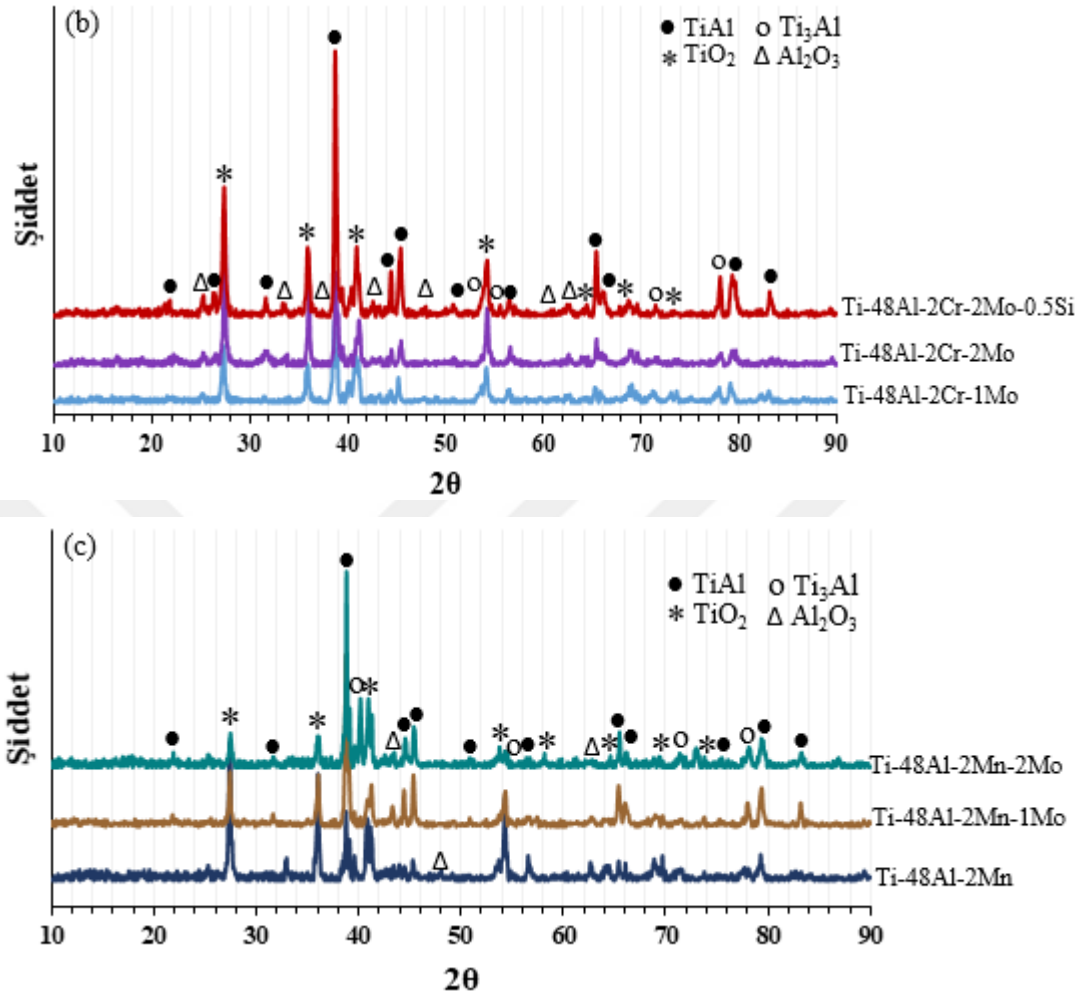 (b)
● TiAl o Ti₃Al
* TiO₂ Δ Al₂O₃
Şiddet
Ti-48Al-2Cr-2Mo-0.5Si
Ti-48Al-2Cr-2Mo
Ti-48Al-2Cr-1Mo
10 20 30 40 50 60 70 80 90
2θ
(c)
● TiAl o Ti₃Al
* TiO₂ Δ Al₂O₃
Şiddet
Ti-48Al-2Mn-2Mo
Ti-48Al-2Mn-1Mo
Ti-48Al-2Mn
10 20 30 40 50 60 70 80 90
2θ